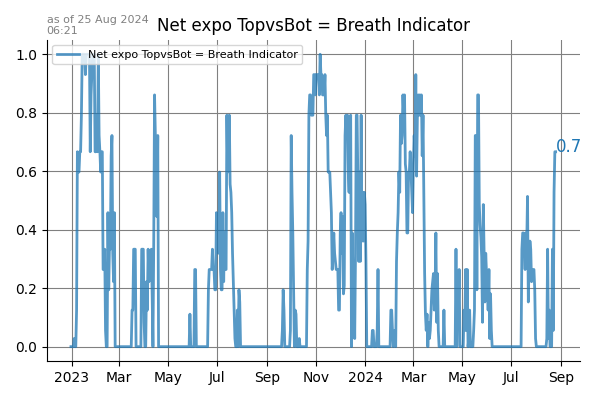 as of 25 Aug 2024
06:21
Net expo TopvsBot = Breath Indicator
Net expo TopvsBot = Breath Indicator
1.0
0.8
0.6
0.4
0.2
0.0
0.7
2023 Mar May Jul Sep Nov 2024 Mar May Jul Sep